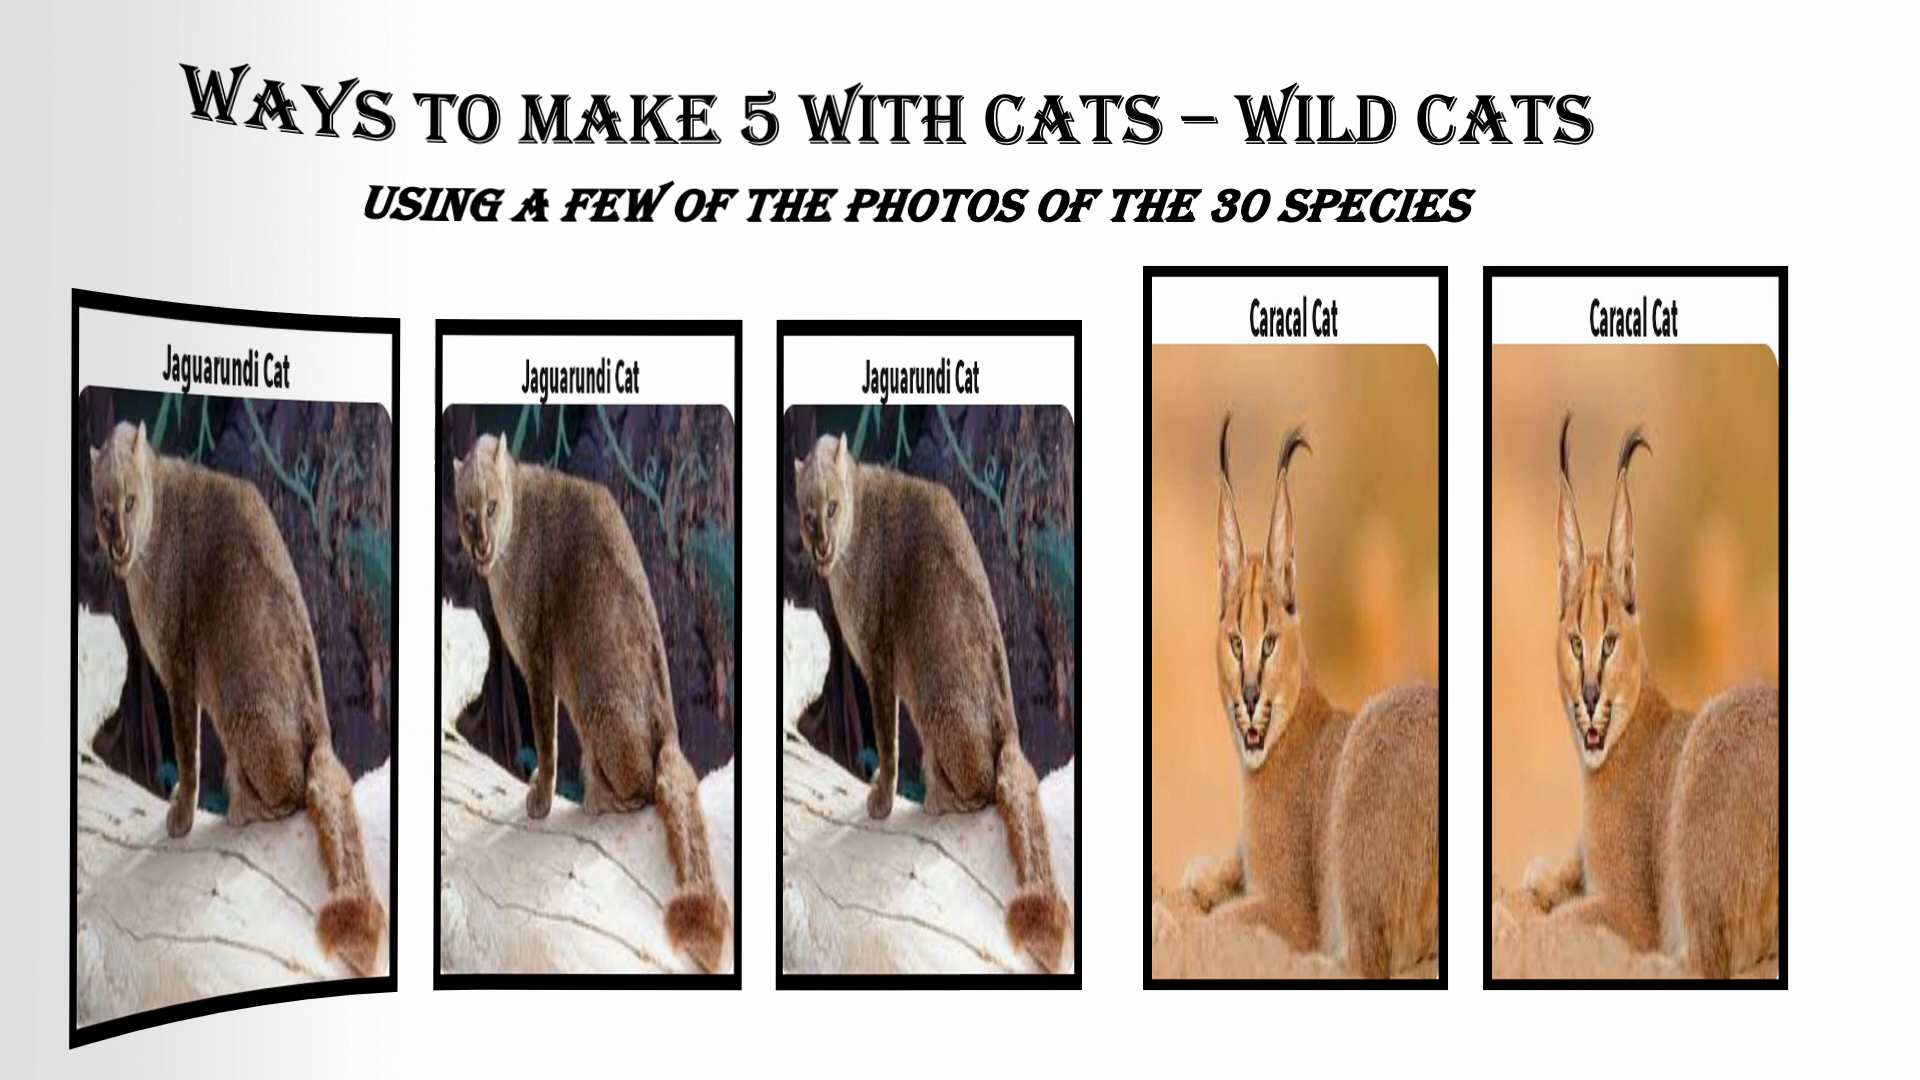 WAYS TO MAKE 5 WITH CATS – WILD CATS
USING A FEW OF THE PHOTOS OF THE 30 SPECIES
Jaguarundi Cat
Jaguarundi Cat
Jaguarundi Cat
Caracal Cat
Caracal Cat